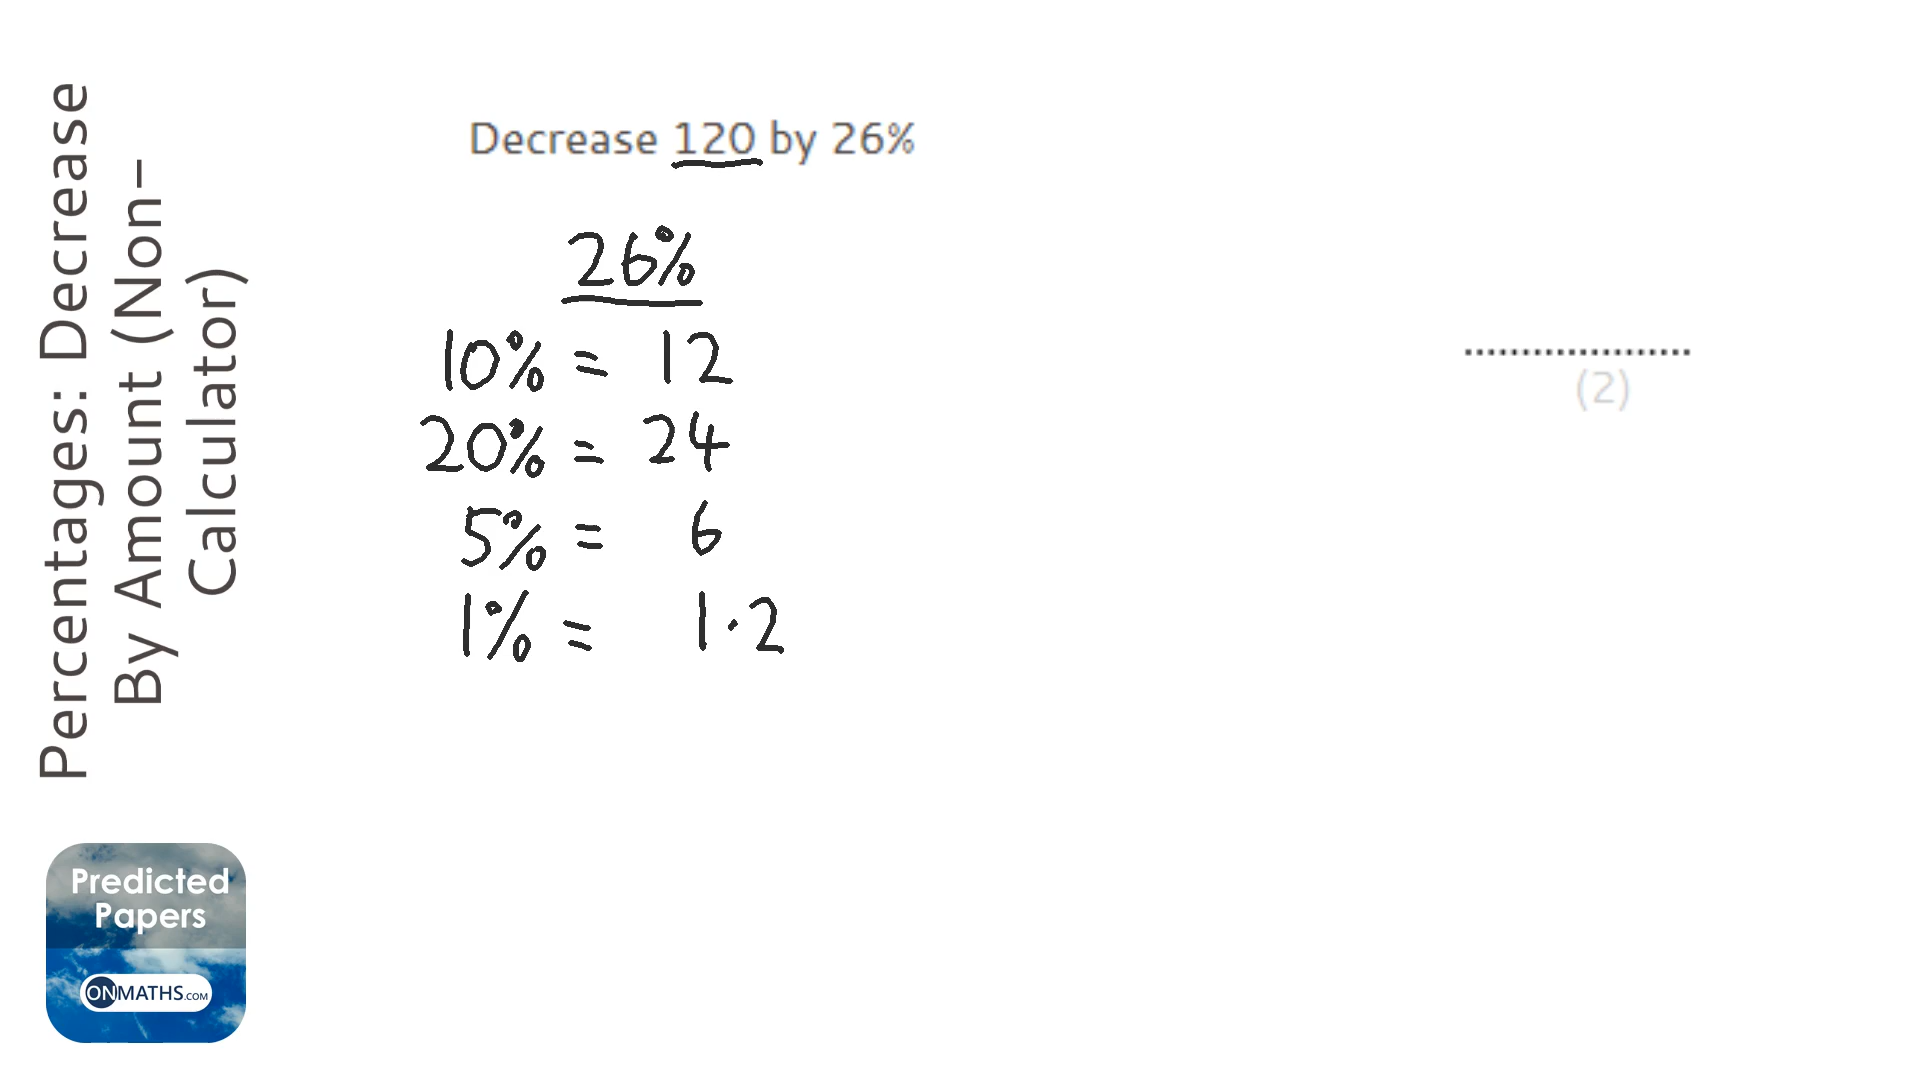 Percentages: Decrease
By Amount (Non-
Calculator)
Decrease 120 by 26%
26%
10% = 12
20% = 24
5% = 6
1% = 1·2
....................
(2)
Predicted
Papers
ONMATHS.COM